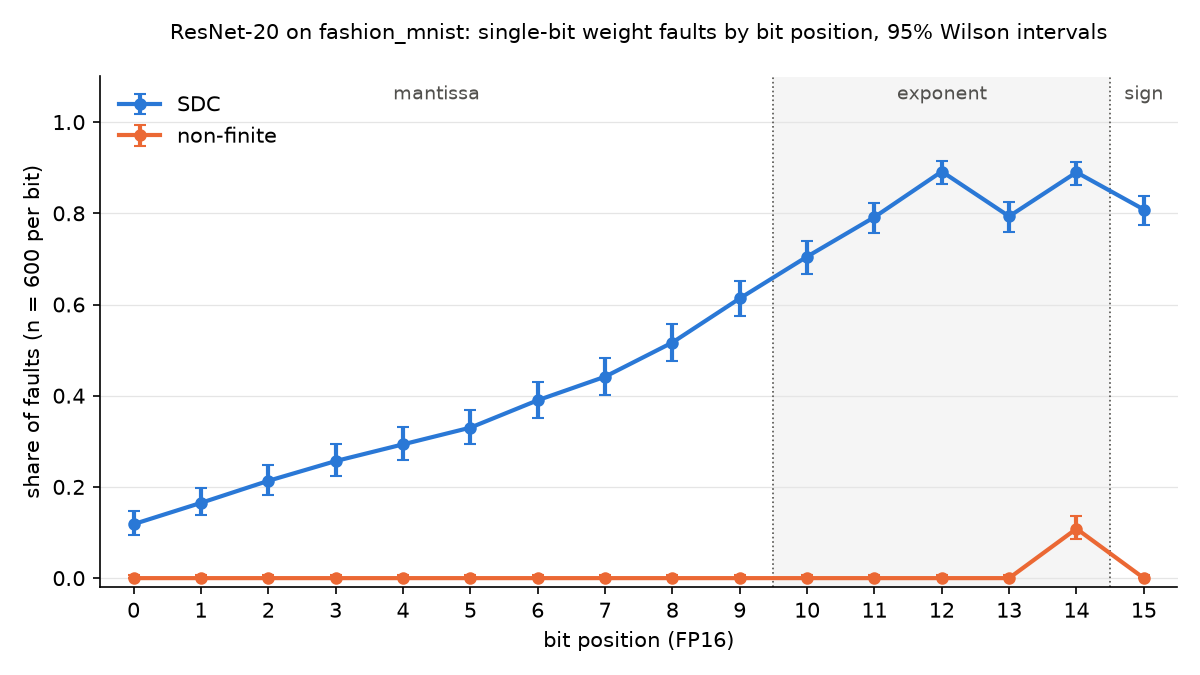 ResNet-20 on fashion_mnist: single-bit weight faults by bit position, 95% Wilson intervals
mantissa
exponent
sign
SDC
non-finite
share of faults (n = 600 per bit)
1.0
0.8
0.6
0.4
0.2
0.0
0 1 2 3 4 5 6 7 8 9 10 11 12 13 14 15
bit position (FP16)